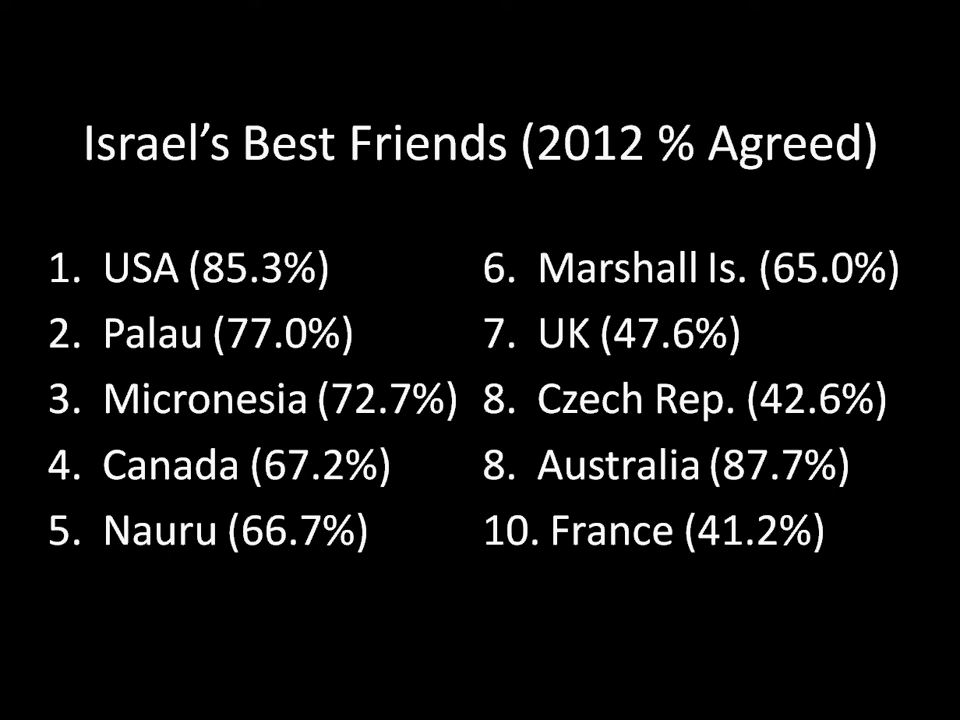 Israel’s Best Friends (2012 % Agreed)
1. USA (85.3%)
2. Palau (77.0%)
3. Micronesia (72.7%)
4. Canada (67.2%)
5. Nauru (66.7%)
6. Marshall Is. (65.0%)
7. UK (47.6%)
8. Czech Rep. (42.6%)
8. Australia (87.7%)
10. France (41.2%)